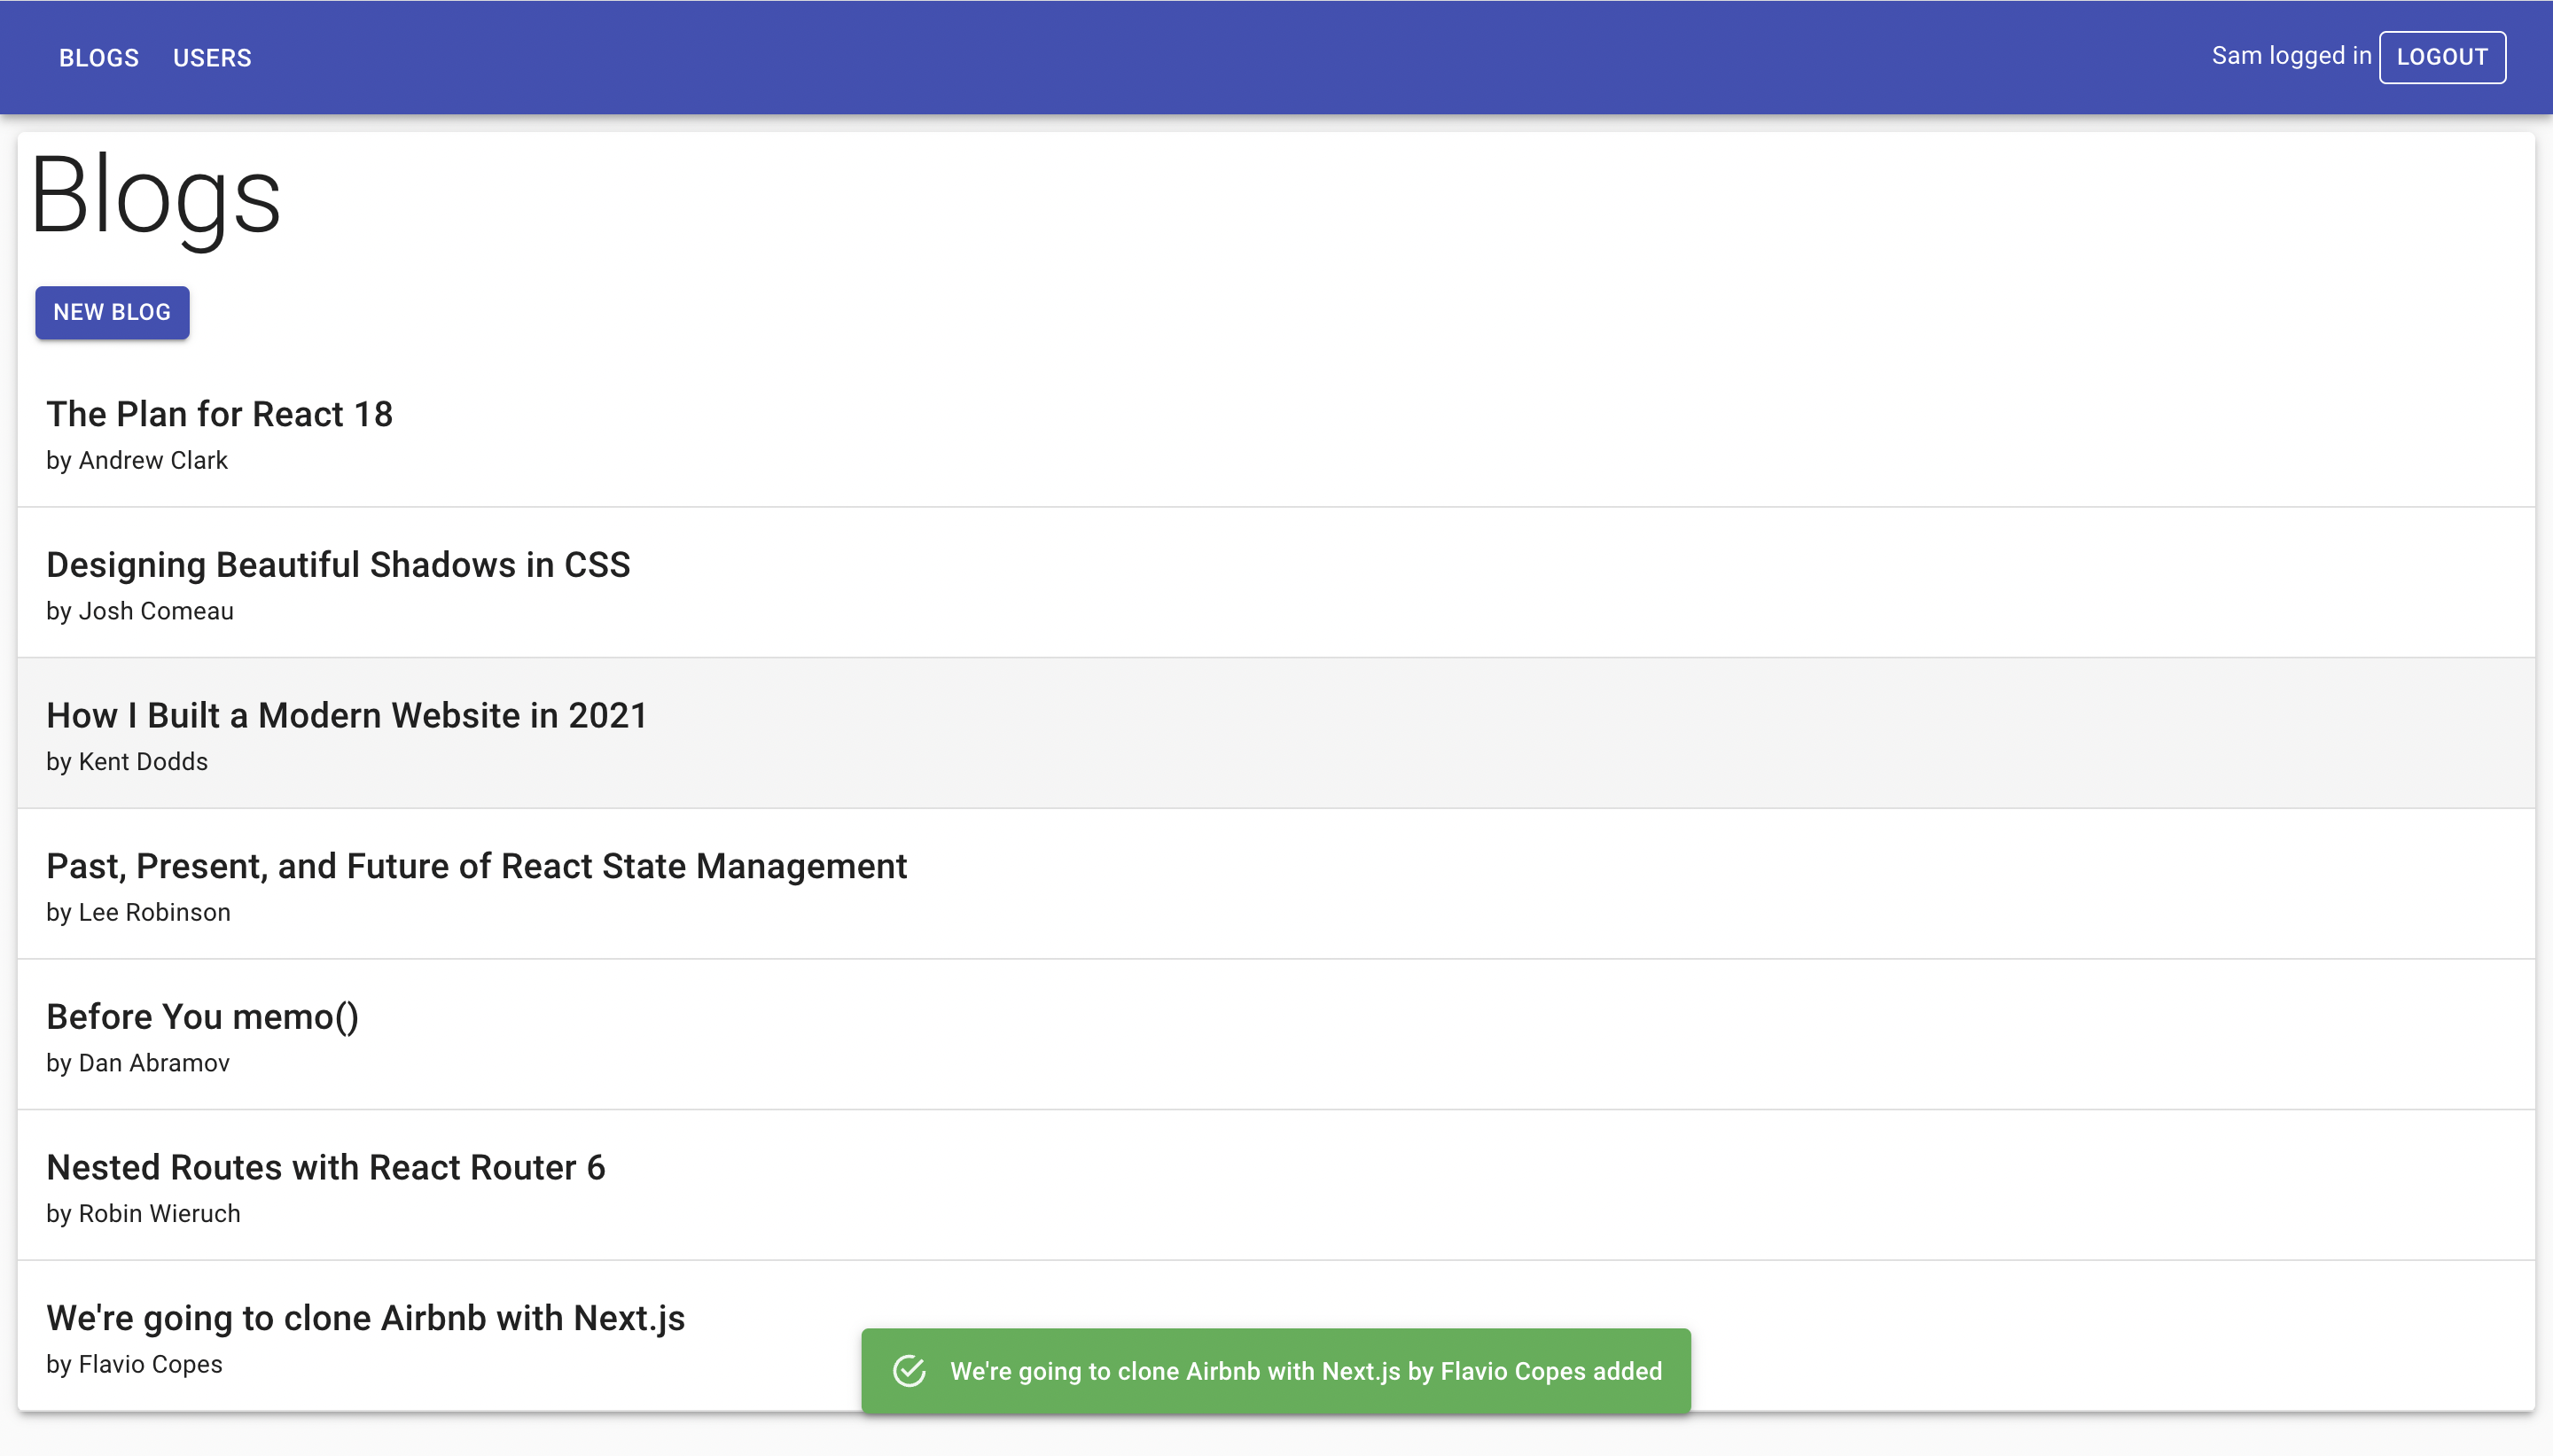 BLOGS USERS Sam logged in LOGOUT
Blogs
NEW BLOG
The Plan for React 18
by Andrew Clark
Designing Beautiful Shadows in CSS
by Josh Comeau
How I Built a Modern Website in 2021
by Kent Dodds
Past, Present, and Future of React State Management
by Lee Robinson
Before You memo()
by Dan Abramov
Nested Routes with React Router 6
by Robin Wieruch
We're going to clone Airbnb with Next.js
by Flavio Copes
We're going to clone Airbnb with Next.js by Flavio Copes added